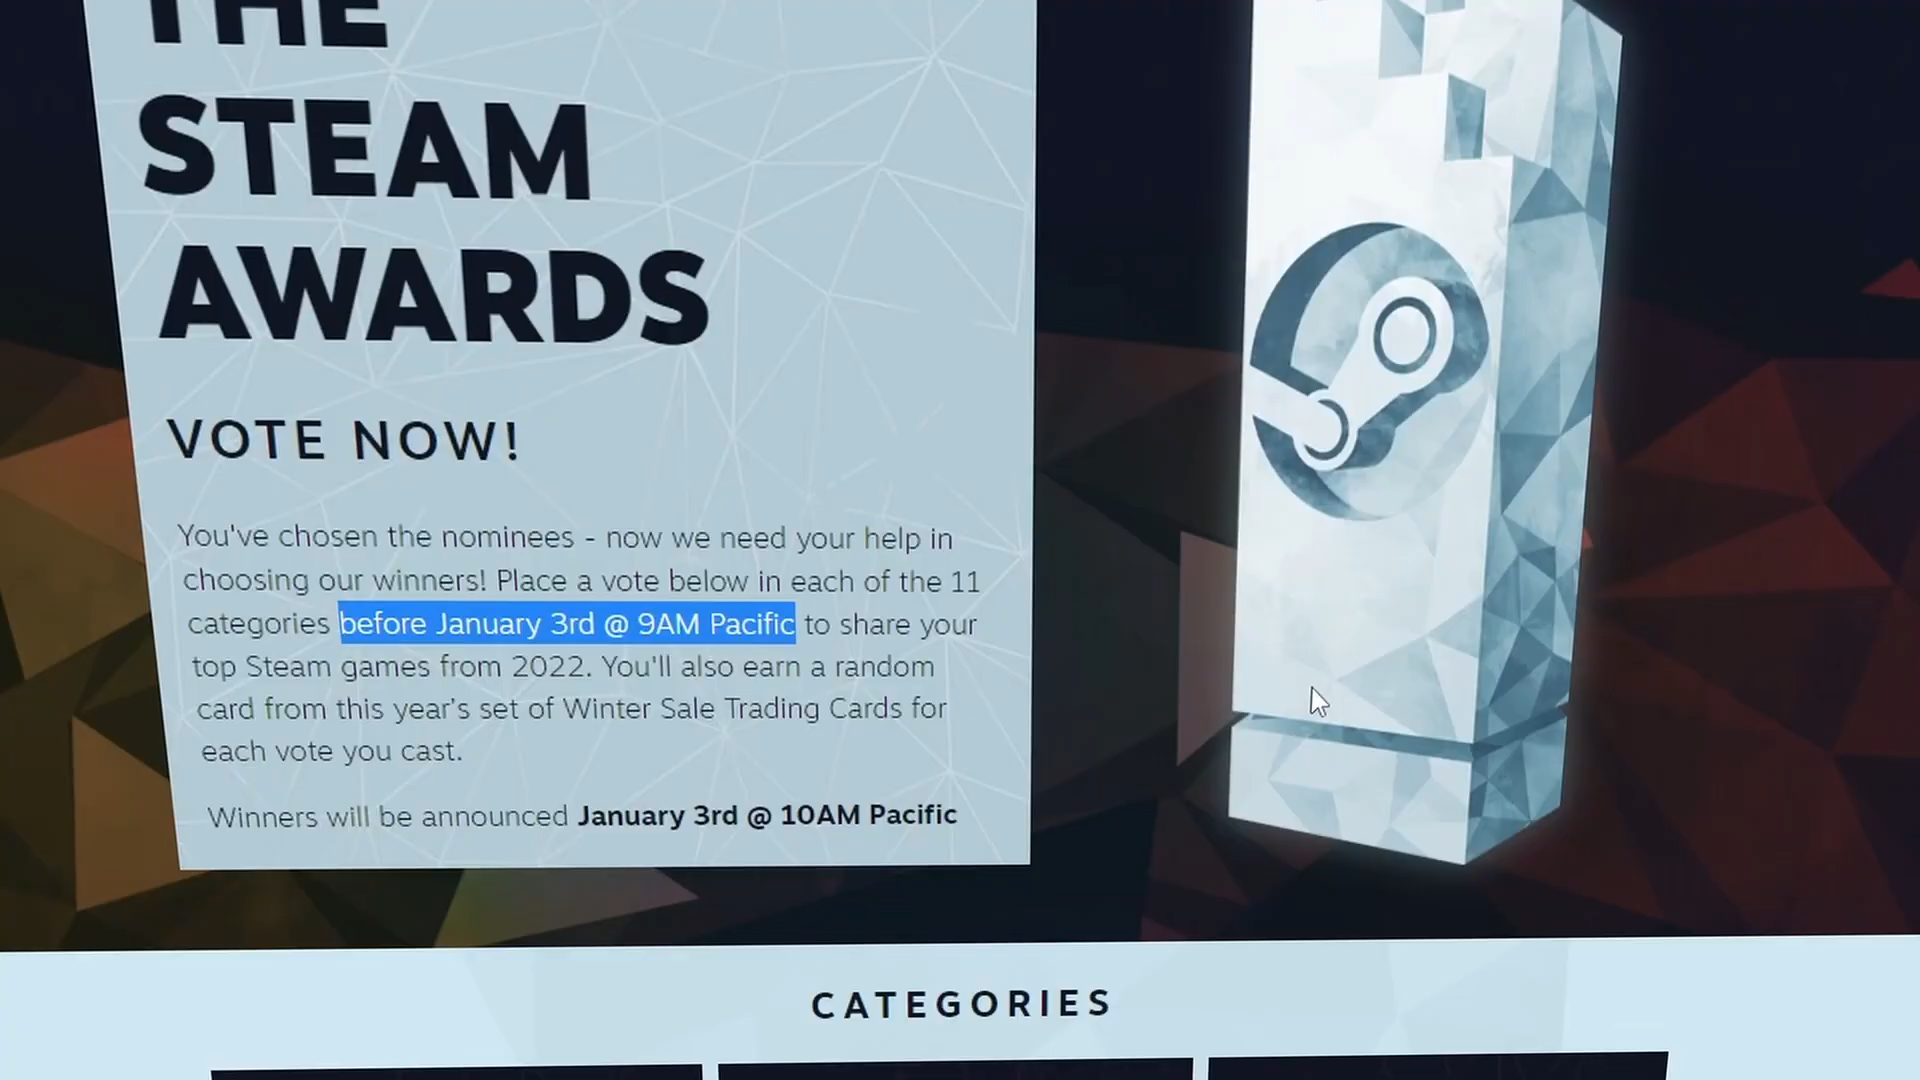 THE
STEAM
AWARDS
VOTE NOW!
You've chosen the nominees - now we need your help in
choosing our winners! Place a vote below in each of the 11
categories before January 3rd @ 9AM Pacific to share your
top Steam games from 2022. You'll also earn a random
card from this year's set of Winter Sale Trading Cards for
each vote you cast.
Winners will be announced January 3rd @ 10AM Pacific
CATEGORIES